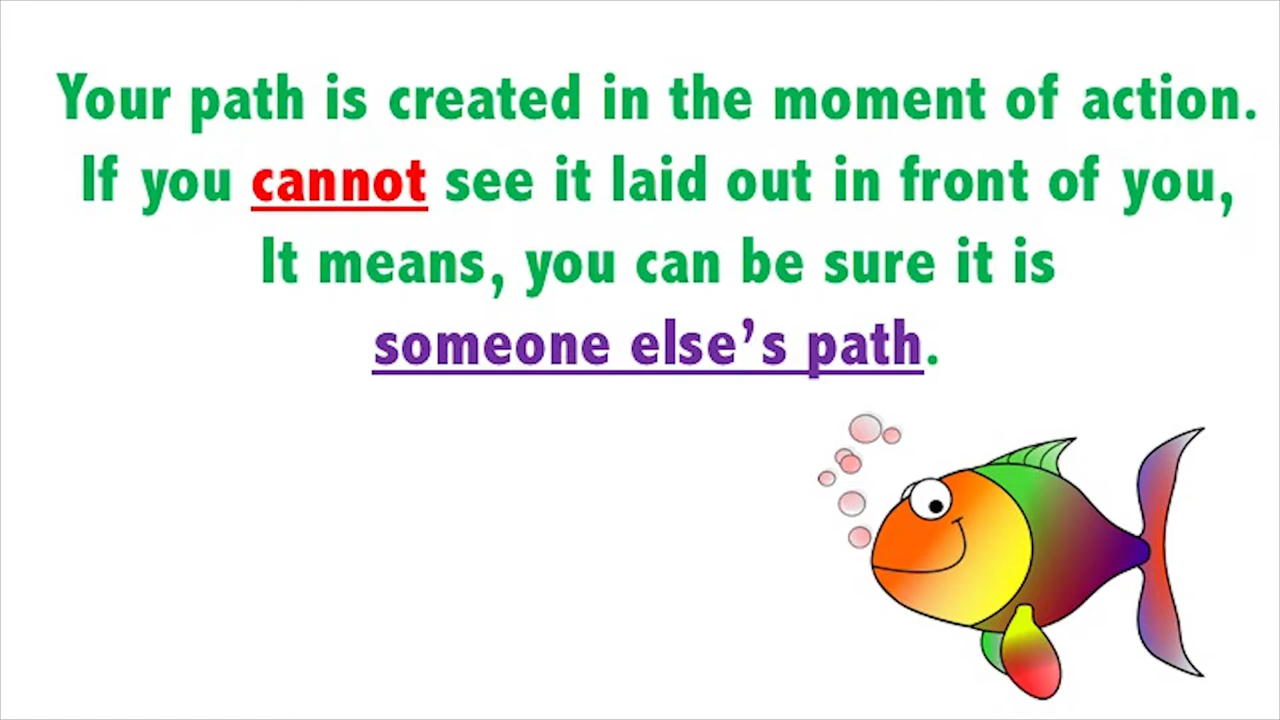 Your path is created in the moment of action.
If you cannot see it laid out in front of you,
It means, you can be sure it is
someone else’s path.